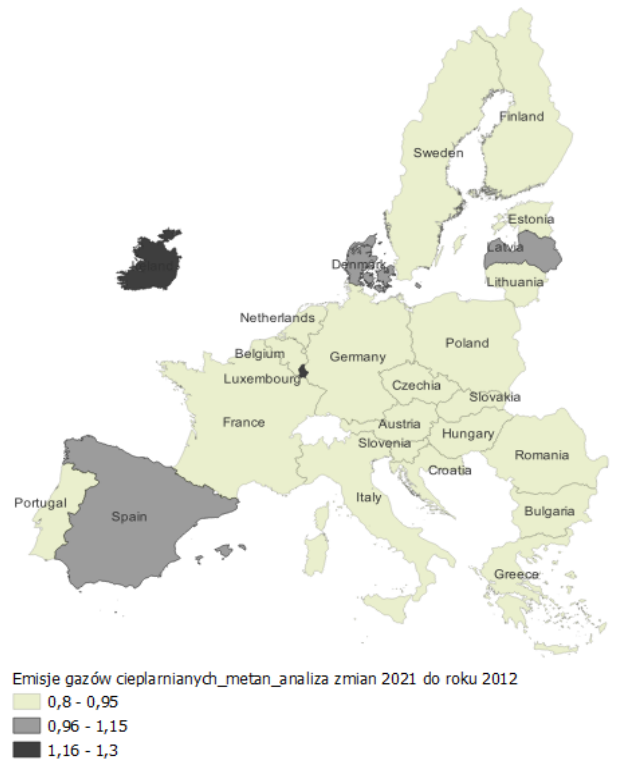 Finland
Sweden
Estonia
Latvia
Denmark
Lithuania
Netherlands
Poland
Belgium
Germany
Luxembourg
Czechia
Slovakia
France
Austria
Hungary
Slovenia
Romania
Croatia
Italy
Portugal
Spain
Bulgaria
Greece
Emisje gazów cieplarnianych_metan_analiza zmian 2021 do roku 2012
0,8 - 0,95
0,96 - 1,15
1,16 - 1,3